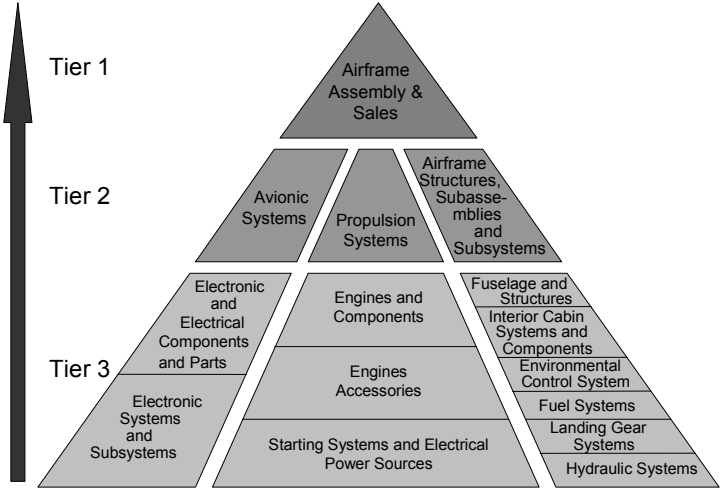 Tier 1
Airframe
Assembly &
Sales
Tier 2
Avionic
Systems
Propulsion
Systems
Airframe
Structures,
Subasse-
mblies
and
Subsystems
Tier 3
Electronic
and
Electrical
Components
and Parts
Electronic
Systems
and
Subsystems
Engines and
Components
Engines
Accessories
Starting Systems and Electrical
Power Sources
Fuselage and
Structures
Interior Cabin
Systems and
Components
Environmental
Control System
Fuel Systems
Landing Gear
Systems
Hydraulic Systems